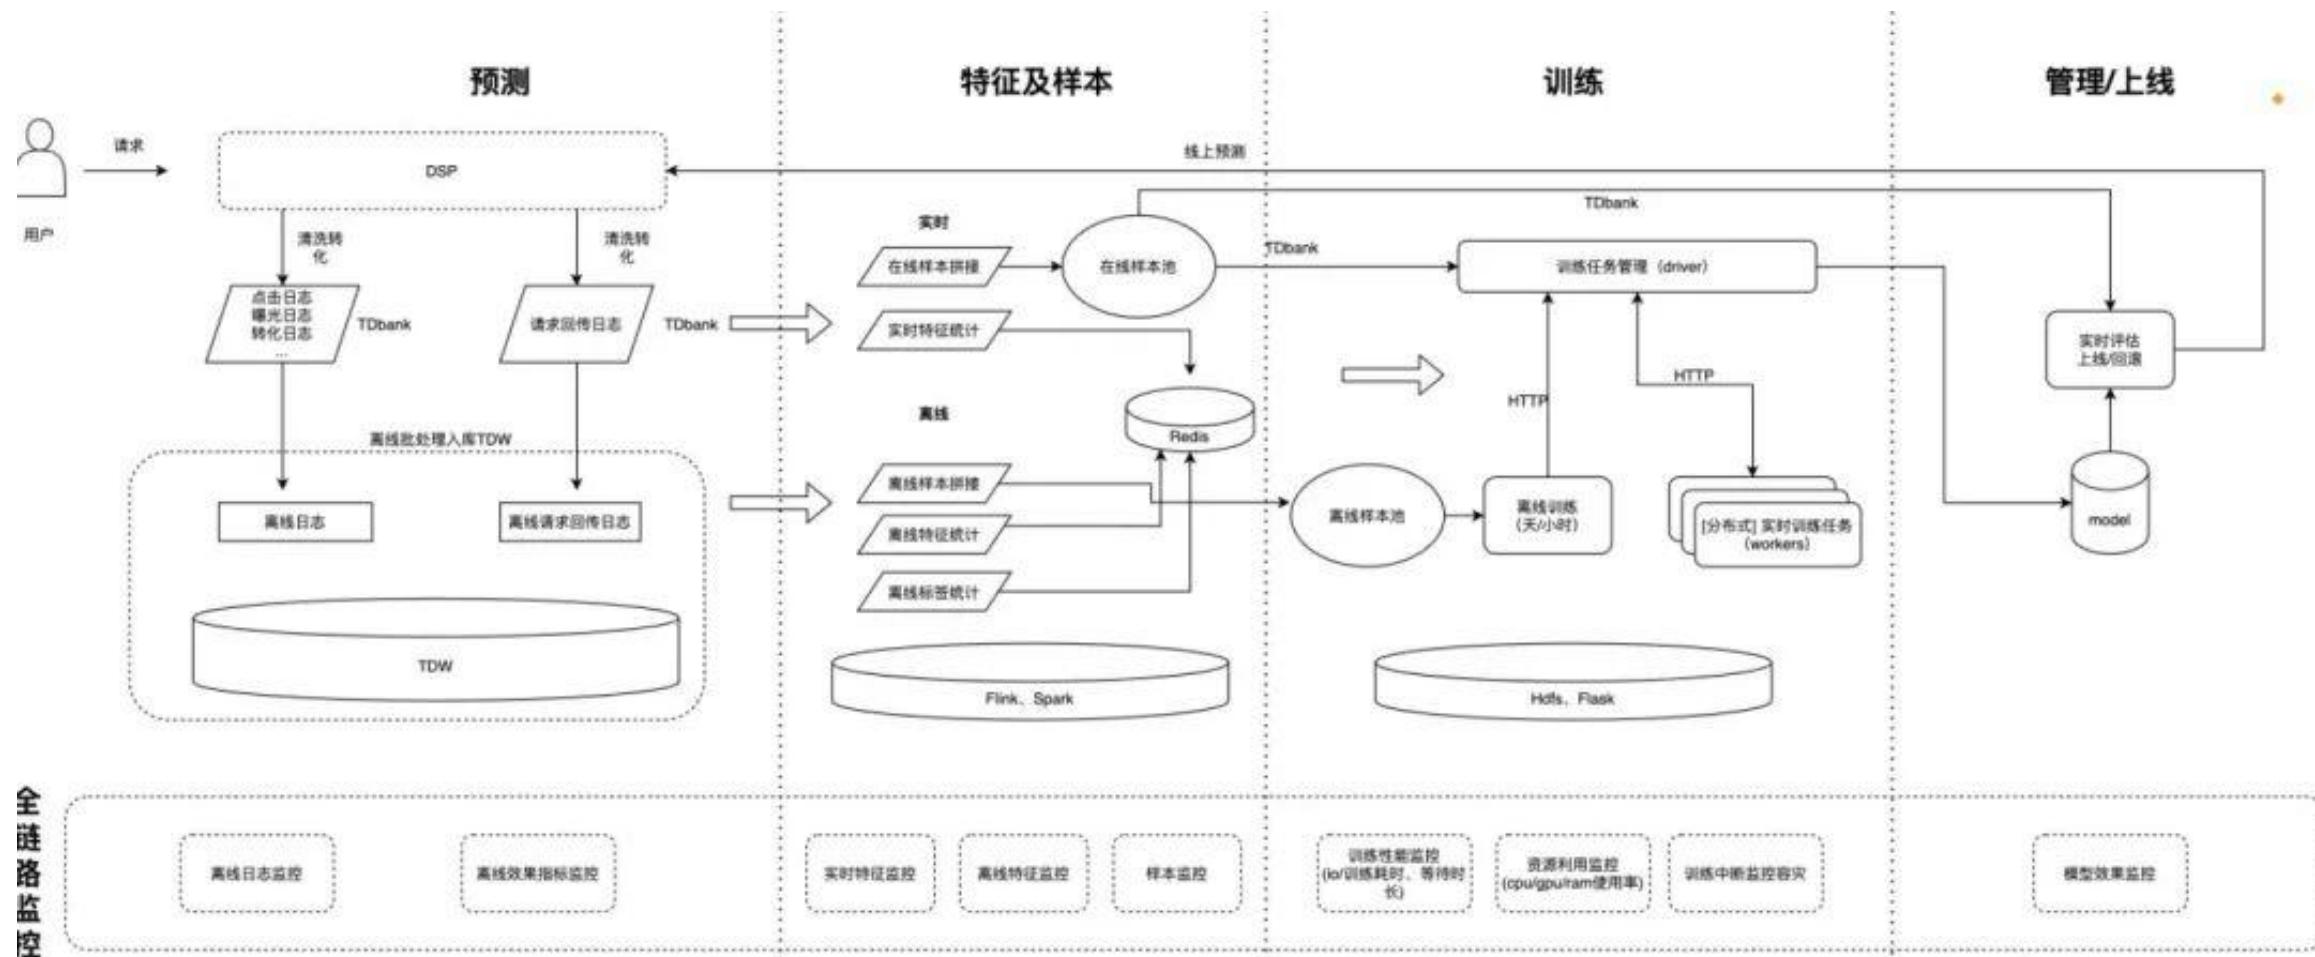 预测
特征及样本
训练
管理/上线
请求
用户
DSP
线上预测
清洗转
化
清洗转
化
点击日志
曝光日志
转化日志
...
TDbank
请求回传日志
TDbank
离线批处理入库TDW
离线日志
离线请求回传日志
TDW
实时
在线样本拼接
在线样本池
实时特征统计
离线
Redis
离线样本拼接
离线特征统计
离线标签统计
Flink、Spark
TDbank
TDbank
训练任务管理（driver）
HTTP
HTTP
离线样本池
离线训练
（天/小时）
[分布式] 实时训练任务
（workers）
Hdfs、Flask
实时评估
上线/回滚
model
全
链
路
监
控
离线日志监控
离线效果指标监控
实时特征监控
离线特征监控
样本监控
训练性能监控
(io/训练耗时、等待时
长)
资源利用监控
(cpu/gpu/ram使用率)
训练中断监控容灾
模型效果监控